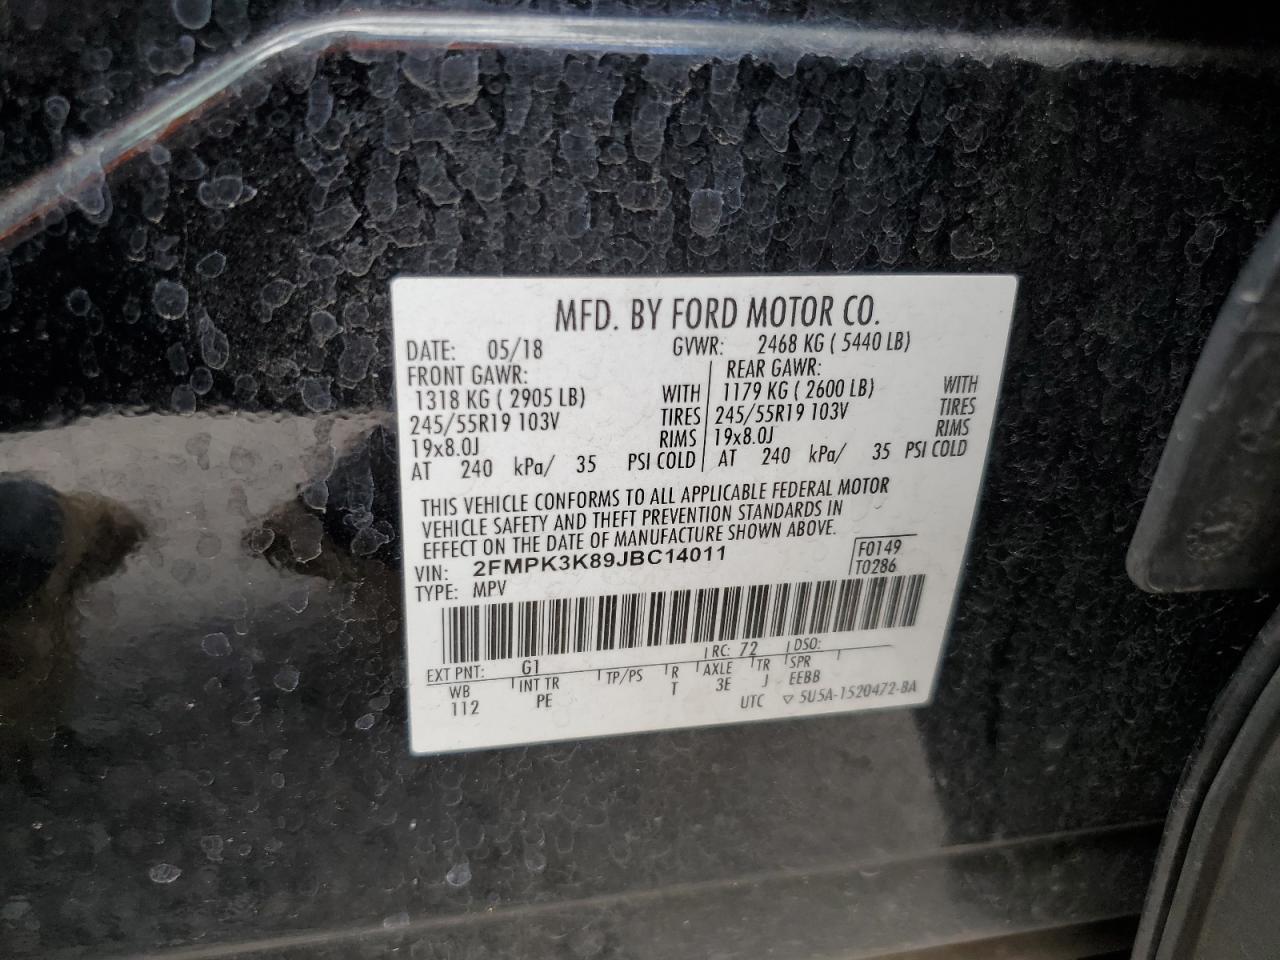 MFD. BY FORD MOTOR CO.
DATE: 05/18 GVWR: 2468 KG ( 5440 LB)
FRONT GAWR: REAR GAWR:
1318 KG ( 2905 LB) WITH 1179 KG ( 2600 LB) WITH
245/55R19 103V TIRES 245/55R19 103V TIRES
19x8.0J RIMS 19x8.0J RIMS
AT 240 kPa/ 35 PSI COLD AT 240 kPa/ 35 PSI COLD
THIS VEHICLE CONFORMS TO ALL APPLICABLE FEDERAL MOTOR
VEHICLE SAFETY AND THEFT PREVENTION STANDARDS IN
EFFECT ON THE DATE OF MANUFACTURE SHOWN ABOVE.
VIN: 2FMPK3K89JBC14011 F0149
TYPE: MPV T0286
EXT PNT: G1 RC: 72 DSO:
WB INT TR TP/PS R AXLE TR SPR
112 PE T 3E J EEBB
UTC ▽ 5U5A-1520472-BA